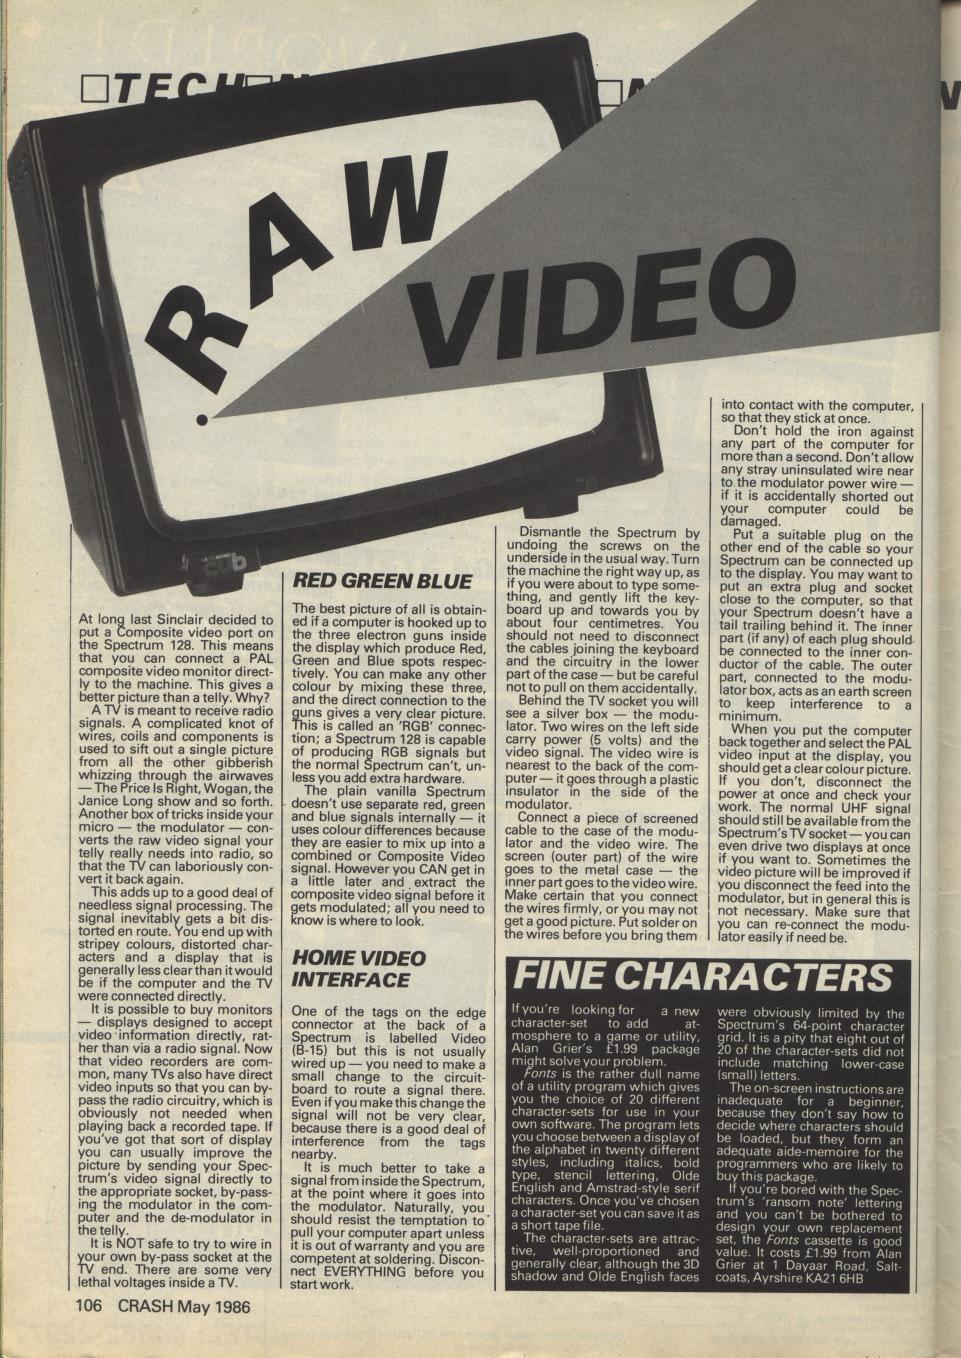 □TECH
RAW
VIDEO
At long last Sinclair decided to
put a Composite video port on
the Spectrum 128. This means
that you can connect a PAL
composite video monitor direct-
ly to the machine. This gives a
better picture than a telly. Why?
A TV is meant to receive radio
signals. A complicated knot of
wires, coils and components is
used to sift out a single picture
from all the other gibberish
whizzing through the airwaves
— The Price Is Right, Wogan, the
Janice Long show and so forth.
Another box of tricks inside your
micro — the modulator — con-
verts the raw video signal your
telly really needs into radio, so
that the TV can laboriously con-
vert it back again.
This adds up to a good deal of
needless signal processing. The
signal inevitably gets a bit dis-
torted en route. You end up with
stripey colours, distorted char-
acters and a display that is
generally less clear than it would
be if the computer and the TV
were connected directly.
It is possible to buy monitors
— displays designed to accept
video information directly, rat-
her than via a radio signal. Now
that video recorders are com-
mon, many TVs also have direct
video inputs so that you can by-
pass the radio circuitry, which is
obviously not needed when
playing back a recorded tape. If
you've got that sort of display
you can usually improve the
picture by sending your Spec-
trum's video signal directly to
the appropriate socket, by-pass-
ing the modulator in the com-
puter and the de-modulator in
the telly.
It is NOT safe to try to wire in
your own by-pass socket at the
TV end. There are some very
lethal voltages inside a TV.
RED GREEN BLUE
The best picture of all is obtain-
ed if a computer is hooked up to
the three electron guns inside
the display which produce Red,
Green and Blue spots respec-
tively. You can make any other
colour by mixing these three,
and the direct connection to the
guns gives a very clear picture.
This is called an 'RGB' connec-
tion; a Spectrum 128 is capable
of producing RGB signals but
the normal Spectrum can't, un-
less you add extra hardware.
The plain vanilla Spectrum
doesn't use separate red, green
and blue signals internally — it
uses colour differences because
they are easier to mix up into a
combined or Composite Video
signal. However you CAN get in
a little later and extract the
composite video signal before it
gets modulated; all you need to
know is where to look.
HOME VIDEO
INTERFACE
One of the tags on the edge
connector at the back of a
Spectrum is labelled Video
(B-15) but this is not usually
wired up — you need to make a
small change to the circuit-
board to route a signal there.
Even if you make this change the
signal will not be very clear,
because there is a good deal of
interference from the tags
nearby.
It is much better to take a
signal from inside the Spectrum,
at the point where it goes into
the modulator. Naturally, you
should resist the temptation to
pull your computer apart unless
it is out of warranty and you are
competent at soldering. Discon-
nect EVERYTHING before you
start work.
Dismantle the Spectrum by
undoing the screws on the
underside in the usual way. Turn
the machine the right way up, as
if you were about to type some-
thing, and gently lift the key-
board up and towards you by
about four centimetres. You
should not need to disconnect
the cables joining the keyboard
and the circuitry in the lower
part of the case — but be careful
not to pull on them accidentally.
Behind the TV socket you will
see a silver box — the modu-
lator. Two wires on the left side
carry power (5 volts) and the
video signal. The video wire is
nearest to the back of the com-
puter — it goes through a plastic
insulator in the side of the
modulator.
Connect a piece of screened
cable to the case of the modu-
lator and the video wire. The
screen (outer part) of the wire
goes to the metal case — the
inner part goes to the video wire.
Make certain that you connect
the wires firmly, or you may not
get a good picture. Put solder on
the wires before you bring them
into contact with the computer,
so that they stick at once.
Don't hold the iron against
any part of the computer for
more than a second. Don't allow
any stray uninsulated wire near
to the modulator power wire —
if it is accidentally shorted out
your computer could be
damaged.
Put a suitable plug on the
other end of the cable so your
Spectrum can be connected up
to the display. You may want to
put an extra plug and socket
close to the computer, so that
your Spectrum doesn't have a
tail trailing behind it. The inner
part (if any) of each plug should
be connected to the inner con-
ductor of the cable. The outer
part, connected to the modu-
lator box, acts as an earth screen
to keep interference to a
minimum.
When you put the computer
back together and select the PAL
video input at the display, you
should get a clear colour picture.
If you don't, disconnect the
power at once and check your
work. The normal UHF signal
should still be available from the
Spectrum's TV socket — you can
even drive two displays at once
if you want to. Sometimes the
video picture will be improved if
you disconnect the feed into the
modulator, but in general this is
not necessary. Make sure that
you can re-connect the modu-
lator easily if need be.
FINE CHARACTERS
If you're looking for a new
character-set to add at-
mosphere to a game or utility,
Alan Grier's £1.99 package
might solve your problem.
Fonts is the rather dull name
of a utility program which gives
you the choice of 20 different
character-sets for use in your
own software. The program lets
you choose between a display of
the alphabet in twenty different
styles, including italics, bold
type, stencil lettering, Olde
English and Amstrad-style serif
characters. Once you've chosen
a character-set you can save it as
a short tape file.
The character-sets are attrac-
tive, well-proportioned and
generally clear, although the 3D
shadow and Olde English faces
were obviously limited by the
Spectrum's 64-point character
grid. It is a pity that eight out of
20 of the character-sets did not
include matching lower-case
(small) letters.
The on-screen instructions are
inadequate for a beginner,
because they don't say how to
decide where characters should
be loaded, but they form an
adequate aide-memoire for the
programmers who are likely to
buy this package.
If you're bored with the Spec-
trum's 'ransom note' lettering
and you can't be bothered to
design your own replacement
set, the Fonts cassette is good
value. It costs £1.99 from Alan
Grier at 1 Dayaar Road, Salt-
coats, Ayrshire KA21 6HB
106 CRASH May 1986